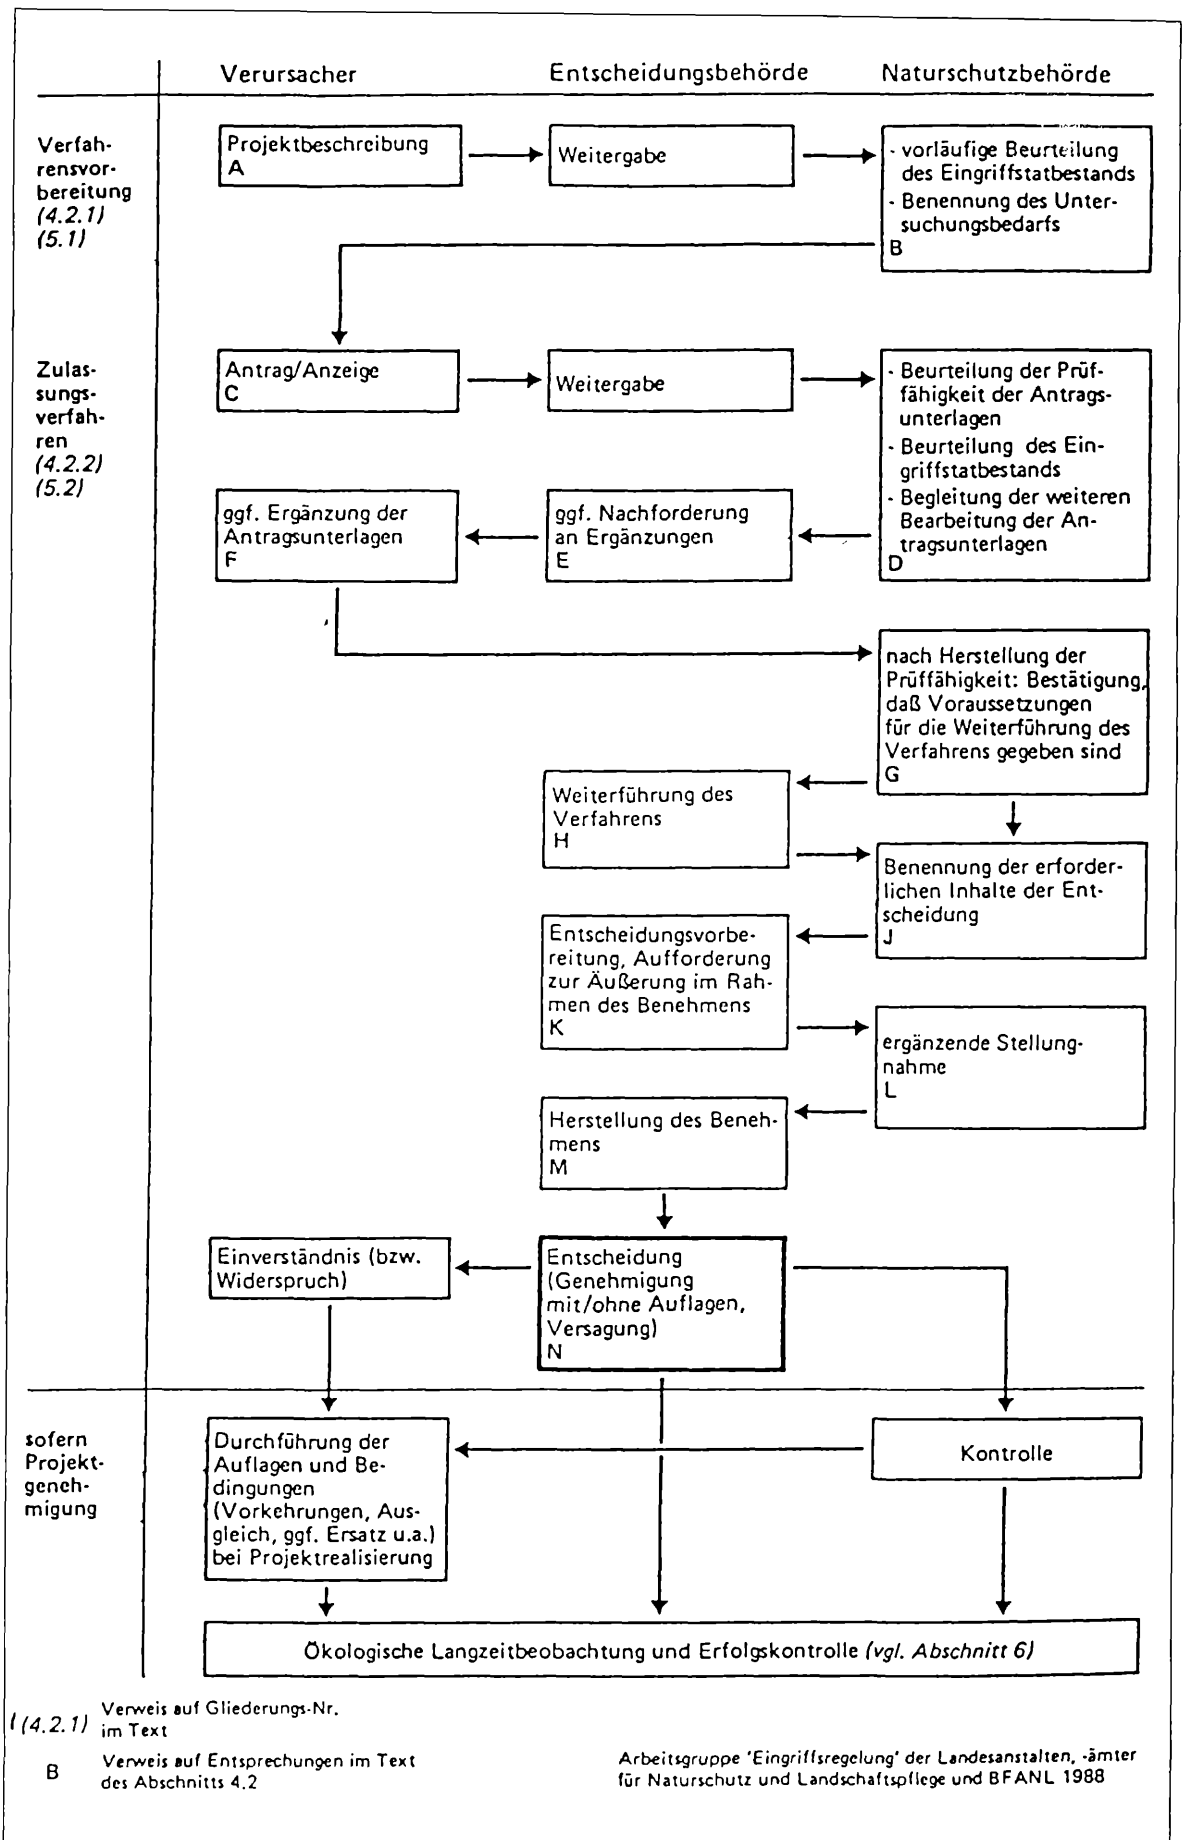 Verursacher
Entscheidungsbehörde
Naturschutzbehörde
Verfah-
rensvor-
bereitung
(4.2.1)
(5.1)
Projektbeschreibung
A
Weitergabe
- vorläufige Beurteilung
des Eingriffstatbestands
- Benennung des Unter-
suchungsbedarfs
B
Zulas-
sungs-
verfah-
ren
(4.2.2)
(5.2)
Antrag/Anzeige
C
Weitergabe
- Beurteilung der Prüf-
fähigkeit der Antrags-
unterlagen
- Beurteilung des Ein-
griffstatbestands
- Begleitung der weiteren
Bearbeitung der An-
tragsunterlagen
D
ggf. Nachforderung
an Ergänzungen
E
ggf. Ergänzung der
Antragsunterlagen
F
nach Herstellung der
Prüffähigkeit: Bestätigung,
daß Voraussetzungen
für die Weiterführung des
Verfahrens gegeben sind
G
Weiterführung des
Verfahrens
H
Benennung der erforder-
lichen Inhalte der Ent-
scheidung
J
Entscheidungsvorbe-
reitung, Aufforderung
zur Äußerung im Rah-
men des Benehmens
K
ergänzende Stellung-
nahme
L
Herstellung des Beneh-
mens
M
Einverständnis (bzw.
Widerspruch)
Entscheidung
(Genehmigung
mit/ohne Auflagen,
Versagung)
N
sofern
Projekt-
geneh-
migung
Durchführung der
Auflagen und Be-
dingungen
(Vorkehrungen, Aus-
gleich, ggf. Ersatz u.a.)
bei Projektrealisierung
Kontrolle
Ökologische Langzeitbeobachtung und Erfolgskontrolle (vgl. Abschnitt 6)
(4.2.1) Verweis auf Gliederungs-Nr.
im Text
B Verweis auf Entsprechungen im Text
des Abschnitts 4.2
Arbeitsgruppe 'Eingriffsregelung' der Landesanstalten, -ämter
für Naturschutz und Landschaftspflege und BFANL 1988